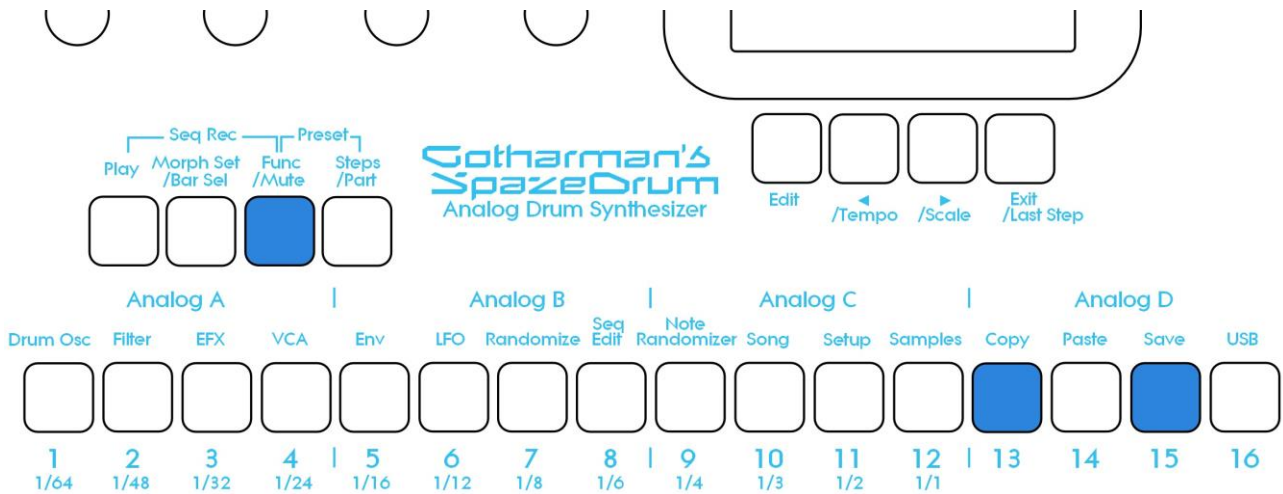 Seq Rec Preset
Play Morph Set /Bar Sel Func /Mute Steps /Part
Gotharman's
SpazeDrum
Analog Drum Synthesizer
Edit ◄ /Tempo ► /Scale Exit /Last Step
Analog A | Analog B | Analog C | Analog D
Drum Osc Filter EFX VCA Env LFO Randomize Seq Edit Note Randomizer Song Setup Samples Copy Paste Save USB
1 2 3 4 | 5 6 7 8 | 9 10 11 12 | 13 14 15 16
1/64 1/48 1/32 1/24 1/16 1/12 1/8 1/6 1/4 1/3 1/2 1/1